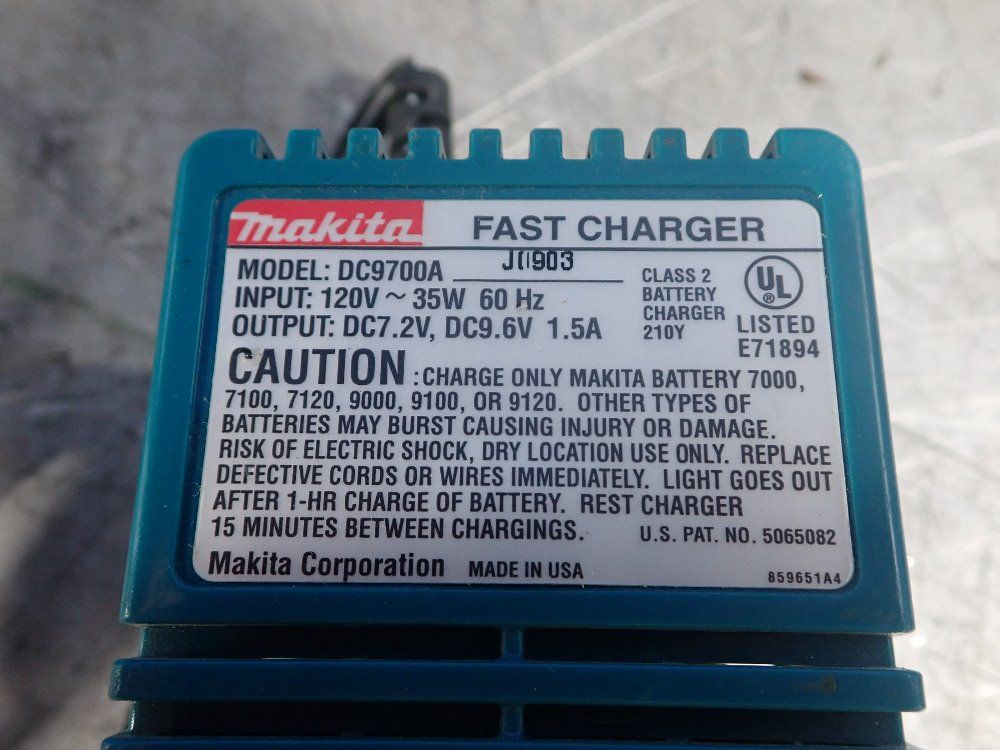 makita FAST CHARGER
MODEL: DC9700A J0903
INPUT: 120V ~ 35W 60 Hz
OUTPUT: DC7.2V, DC9.6V 1.5A
CLASS 2
BATTERY
CHARGER
210Y
UL
®
LISTED
E71894
CAUTION : CHARGE ONLY MAKITA BATTERY 7000,
7100, 7120, 9000, 9100, OR 9120. OTHER TYPES OF
BATTERIES MAY BURST CAUSING INJURY OR DAMAGE.
RISK OF ELECTRIC SHOCK, DRY LOCATION USE ONLY. REPLACE
DEFECTIVE CORDS OR WIRES IMMEDIATELY. LIGHT GOES OUT
AFTER 1-HR CHARGE OF BATTERY. REST CHARGER
15 MINUTES BETWEEN CHARGINGS. U.S. PAT. NO. 5065082
Makita Corporation MADE IN USA 859651A4